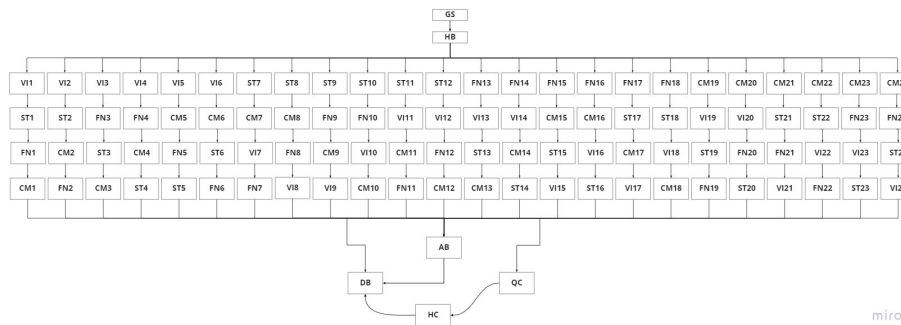 GS
HB
VI1 VI2 VI3 VI4 VI5 VI6 ST7 ST8 ST9 ST10 ST11 ST12 FN13 FN14 FN15 FN16 FN17 FN18 CM19 CM20 CM21 CM22 CM23 CM2
ST1 ST2 FN3 FN4 CM5 CM6 CM7 CM8 FN9 FN10 VI11 VI12 VI13 VI14 CM15 CM16 ST17 ST18 VI19 VI20 ST21 ST22 FN23 FN2
FN1 CM2 ST3 CM4 FN5 ST6 VI7 FN8 CM9 VI10 CM11 FN12 ST13 CM14 ST15 VI16 CM17 VI18 ST19 FN20 FN21 VI22 VI23 ST2
CM1 FN2 CM3 ST4 ST5 FN6 FN7 VI8 VI9 CM10 FN11 CM12 CM13 ST14 VI15 ST16 VI17 CM18 FN19 ST20 VI21 FN22 ST23 VI2
AB
DB QC
HC
miro